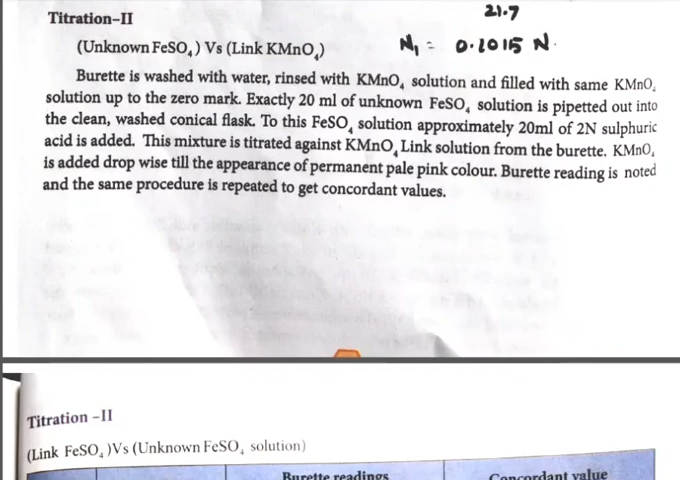 21.7
Titration-II
(Unknown FeSO₄) Vs (Link KMnO₄)
N₁ = 0.1015 N.
Burette is washed with water, rinsed with KMnO₄ solution and filled with same KMnO₄
solution up to the zero mark. Exactly 20 ml of unknown FeSO₄ solution is pipetted out into
the clean, washed conical flask. To this FeSO₄ solution approximately 20ml of 2N sulphuric
acid is added. This mixture is titrated against KMnO₄ Link solution from the burette. KMnO₄
is added drop wise till the appearance of permanent pale pink colour. Burette reading is noted
and the same procedure is repeated to get concordant values.
Titration -II
(Link FeSO₄)Vs (Unknown FeSO₄ solution)
Burette readings
Concordant value